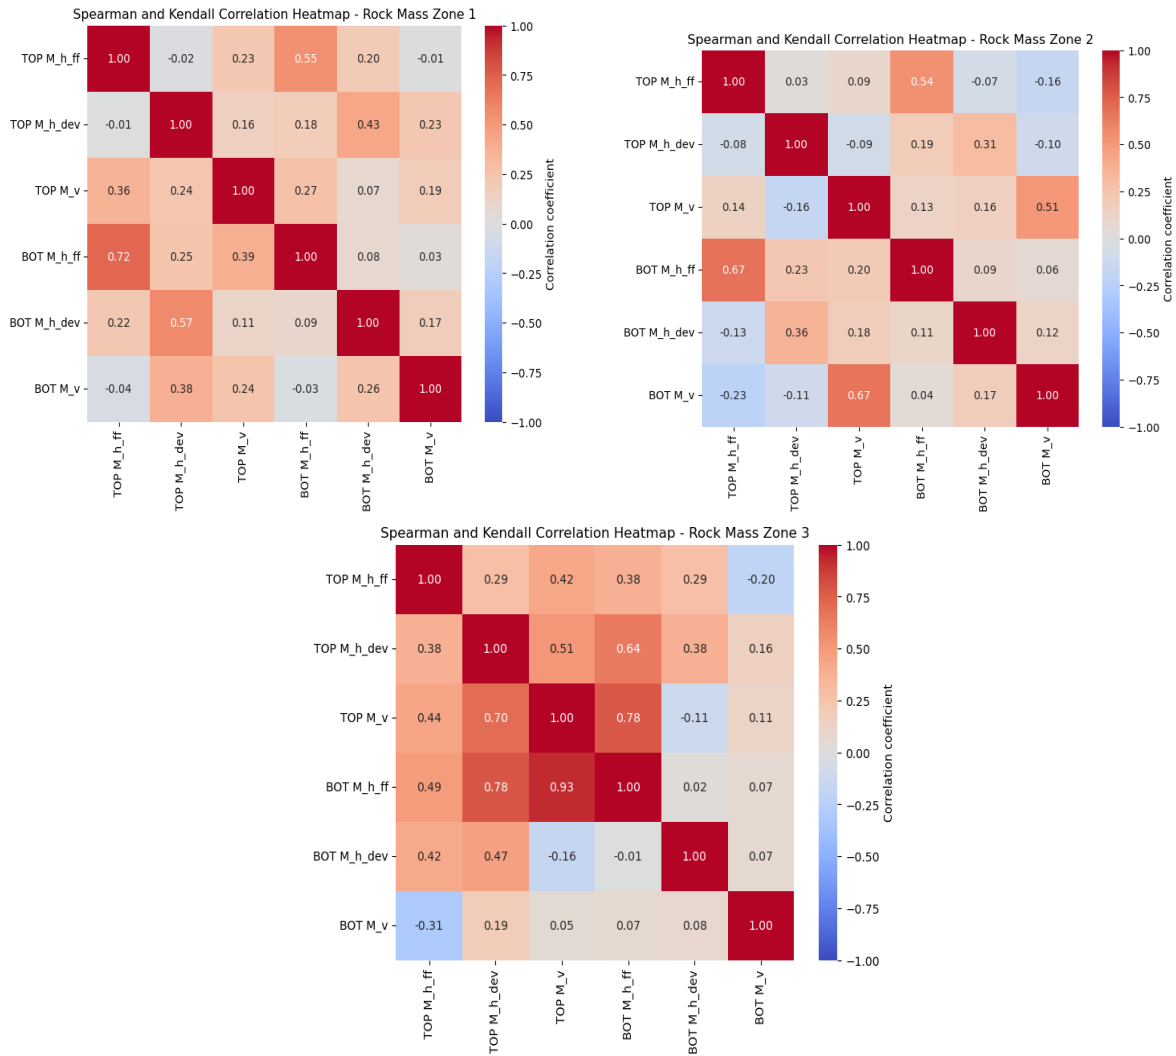 Spearman and Kendall Correlation Heatmap - Rock Mass Zone 1
TOP M_h_ff 1.00 -0.02 0.23 0.55 0.20 -0.01
TOP M_h_dev -0.01 1.00 0.16 0.18 0.43 0.23
TOP M_v 0.36 0.24 1.00 0.27 0.07 0.19
BOT M_h_ff 0.72 0.25 0.39 1.00 0.08 0.03
BOT M_h_dev 0.22 0.57 0.11 0.09 1.00 0.17
BOT M_v -0.04 0.38 0.24 -0.03 0.26 1.00
TOP M_h_ff
TOP M_h_dev
TOP M_v
BOT M_h_ff
BOT M_h_dev
BOT M_v
1.00
0.75
0.50
0.25
0.00
−0.25
−0.50
−0.75
−1.00
Correlation coefficient
Spearman and Kendall Correlation Heatmap - Rock Mass Zone 2
TOP M_h_ff 1.00 0.03 0.09 0.54 -0.07 -0.16
TOP M_h_dev -0.08 1.00 -0.09 0.19 0.31 -0.10
TOP M_v 0.14 -0.16 1.00 0.13 0.16 0.51
BOT M_h_ff 0.67 0.23 0.20 1.00 0.09 0.06
BOT M_h_dev -0.13 0.36 0.18 0.11 1.00 0.12
BOT M_v -0.23 -0.11 0.67 0.04 0.17 1.00
TOP M_h_ff
TOP M_h_dev
TOP M_v
BOT M_h_ff
BOT M_h_dev
BOT M_v
1.00
0.75
0.50
0.25
0.00
−0.25
−0.50
−0.75
−1.00
Correlation coefficient
Spearman and Kendall Correlation Heatmap - Rock Mass Zone 3
TOP M_h_ff 1.00 0.29 0.42 0.38 0.29 -0.20
TOP M_h_dev 0.38 1.00 0.51 0.64 0.38 0.16
TOP M_v 0.44 0.70 1.00 0.78 -0.11 0.11
BOT M_h_ff 0.49 0.78 0.93 1.00 0.02 0.07
BOT M_h_dev 0.42 0.47 -0.16 -0.01 1.00 0.07
BOT M_v -0.31 0.19 0.05 0.07 0.08 1.00
TOP M_h_ff
TOP M_h_dev
TOP M_v
BOT M_h_ff
BOT M_h_dev
BOT M_v
1.00
0.75
0.50
0.25
0.00
−0.25
−0.50
−0.75
−1.00
Correlation coefficient